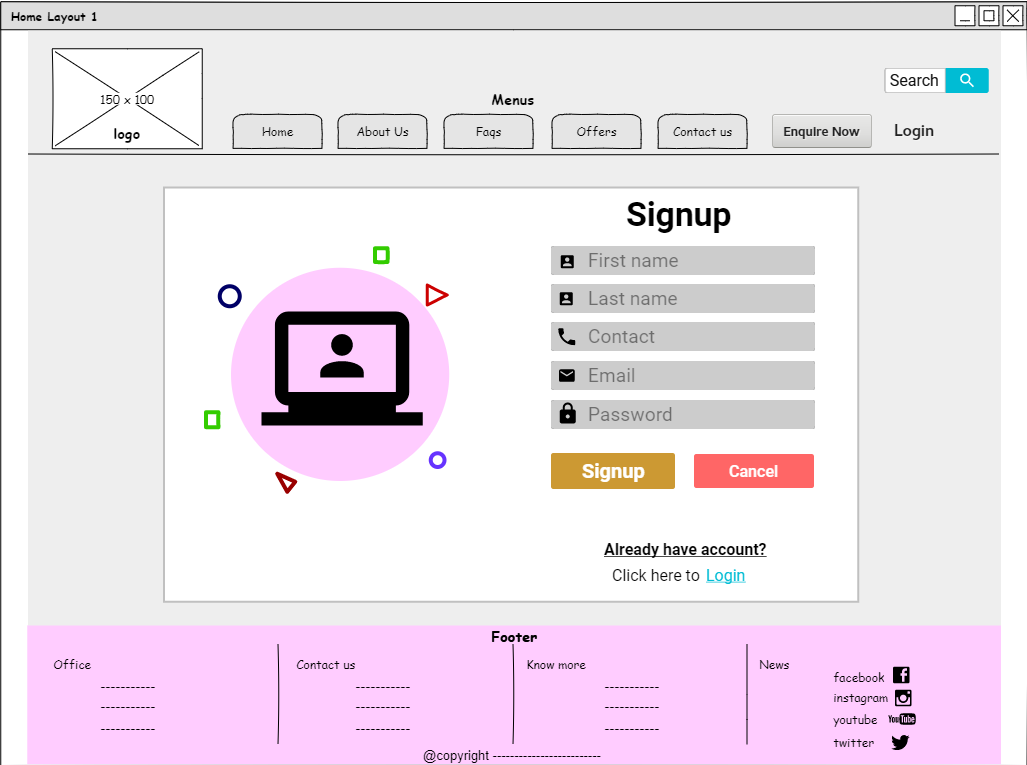 Home Layout 1
150 x 100
logo
Menus
Search
Home
About Us
Faqs
Offers
Contact us
Enquire Now
Login
Signup
First name
Last name
Contact
Email
Password
Signup
Cancel
Already have account?
Click here to Login
Footer
Office
-----------
-----------
-----------
Contact us
-----------
-----------
-----------
Know more
-----------
-----------
-----------
News
facebook
instagram
youtube You Tube
twitter
@copyright -------------------------